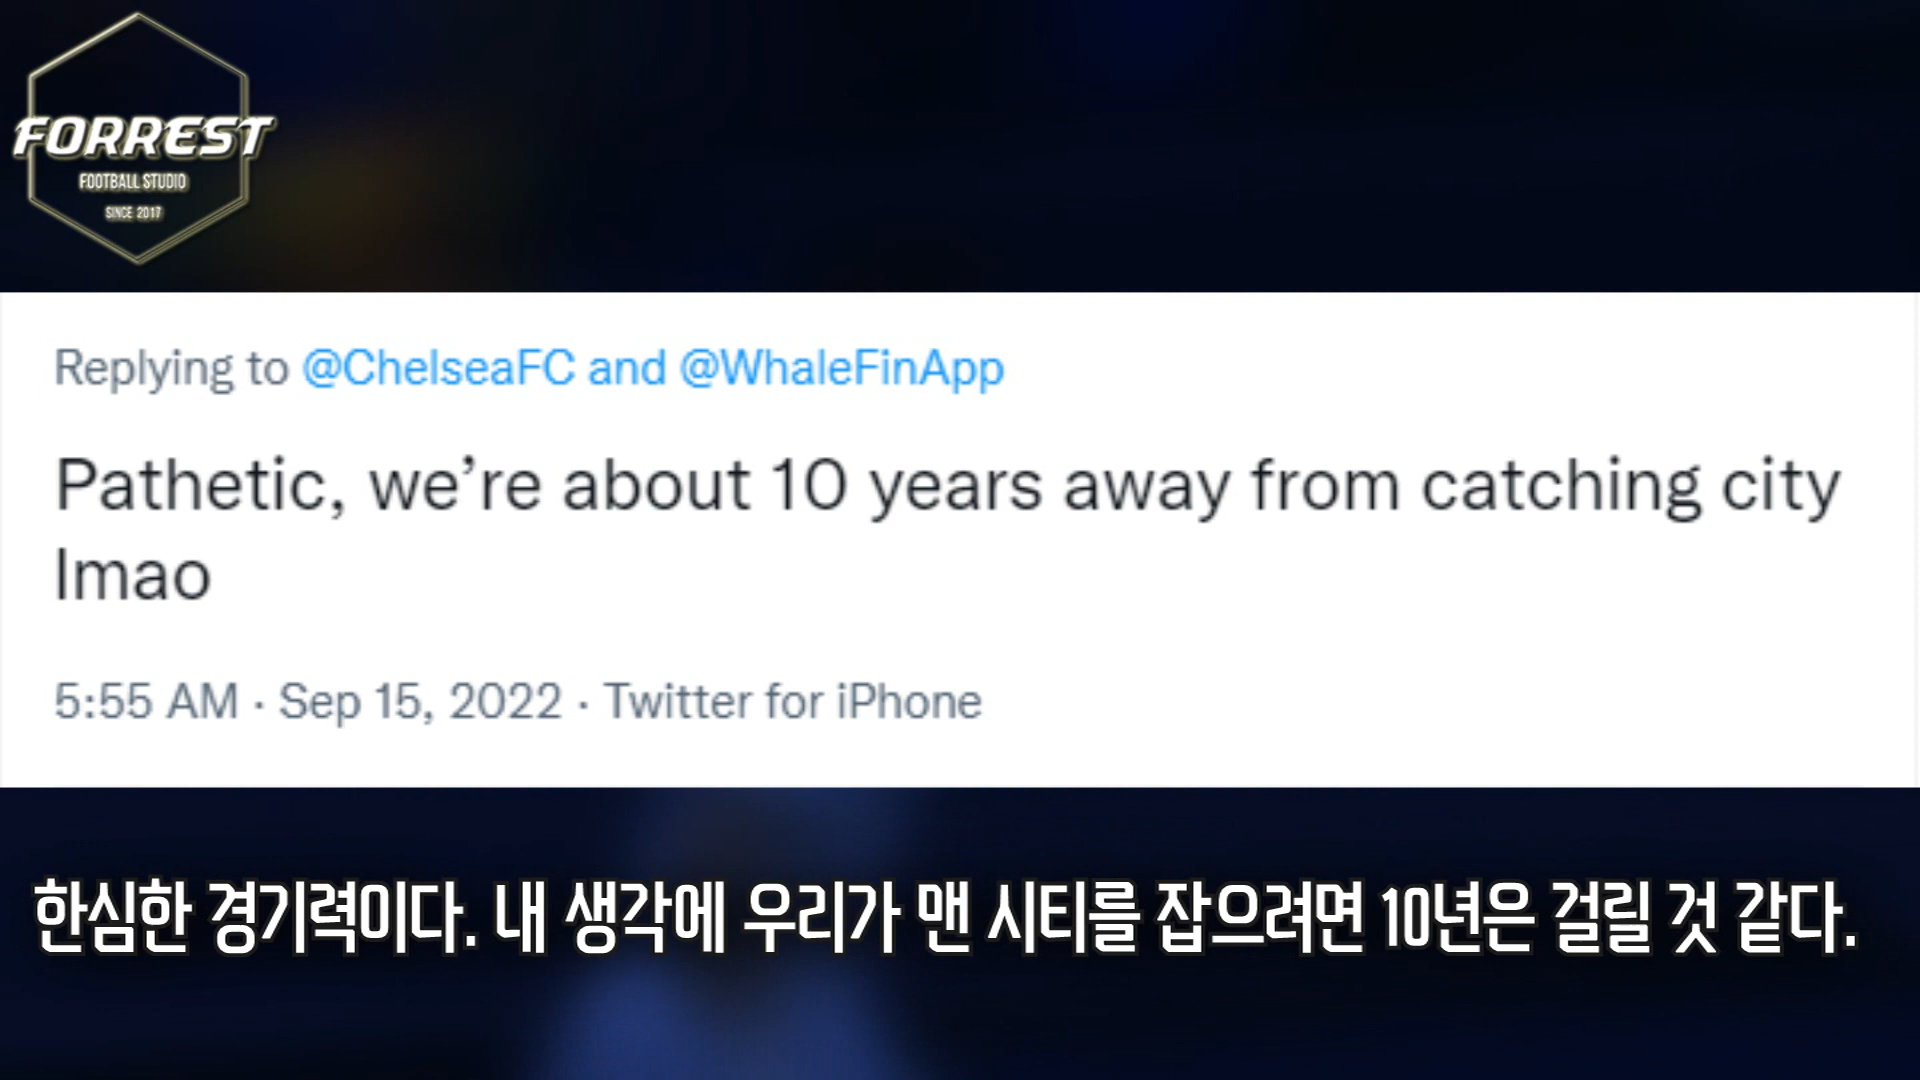 FORREST
FOOTBALL STUDIO
SINCE 2017
Replying to @ChelseaFC and @WhaleFinApp
Pathetic, we’re about 10 years away from catching city
lmao
5:55 AM · Sep 15, 2022 · Twitter for iPhone
한심한 경기력이다. 내 생각에 우리가 맨 시티를 잡으려면 10년은 걸릴 것 같다.